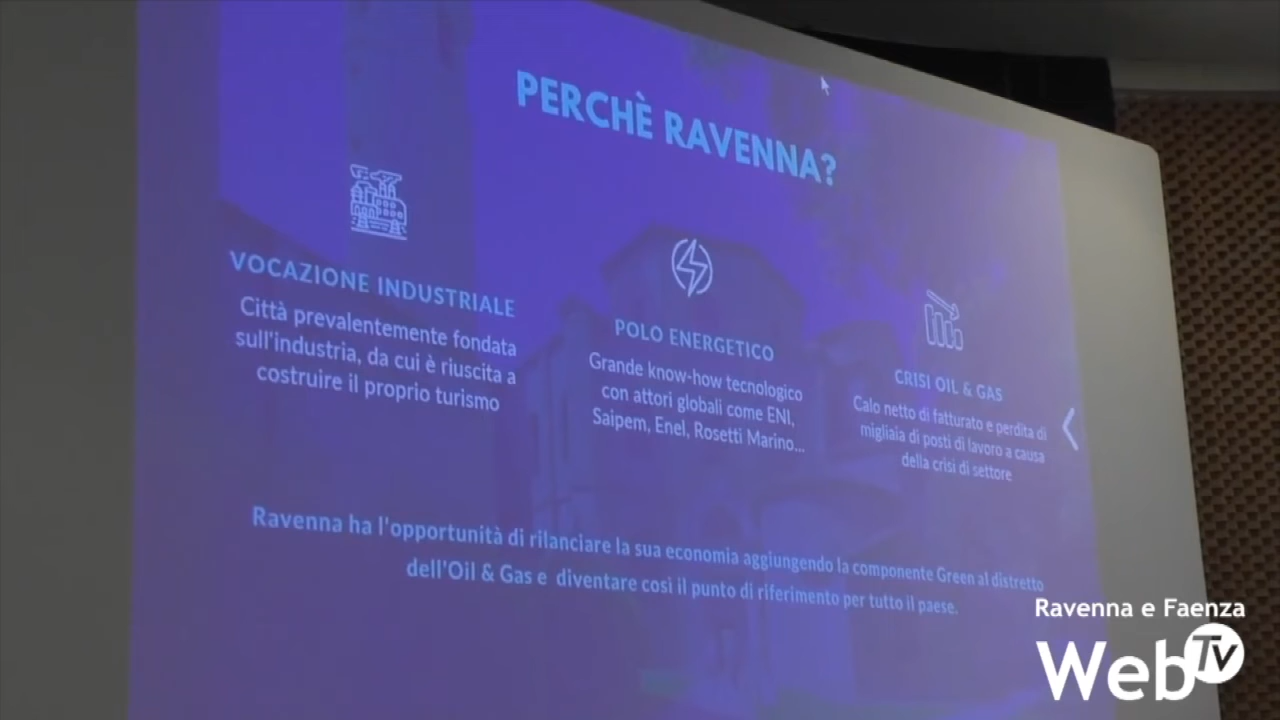 PERCHÈ RAVENNA?
VOCAZIONE INDUSTRIALE
Città prevalentemente fondata
sull'industria, da cui è riuscita a
costruire il proprio turismo
POLO ENERGETICO
Grande know-how tecnologico
con attori globali come ENI,
Saipem, Enel, Rosetti Marino...
CRISI OIL & GAS
Calo netto di fatturato e perdita di
migliaia di posti di lavoro a causa
della crisi di settore
Ravenna ha l'opportunità di rilanciare la sua economia aggiungendo la componente Green al distretto
dell'Oil & Gas e diventare così il punto di riferimento per tutto il paese.
Ravenna e Faenza
Web Tv